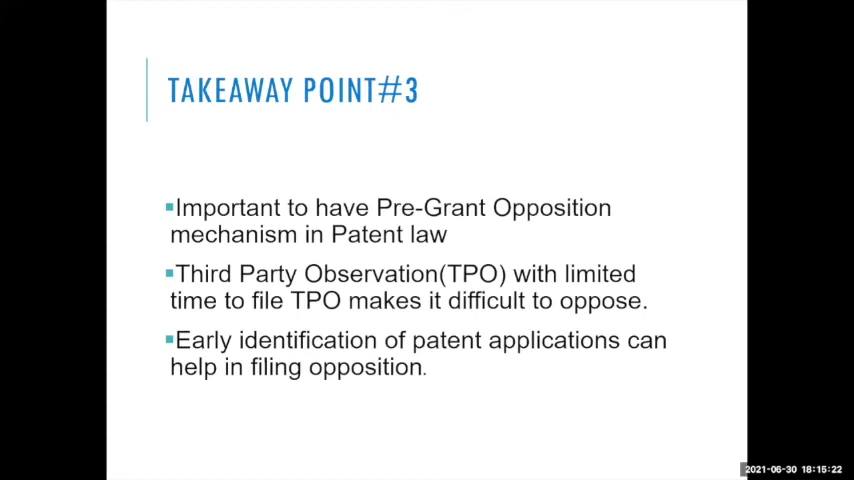 TAKEAWAY POINT#3
▪Important to have Pre-Grant Opposition
mechanism in Patent law
▪Third Party Observation(TPO) with limited
time to file TPO makes it difficult to oppose.
▪Early identification of patent applications can
help in filing opposition.
2021-06-30 18:15:22